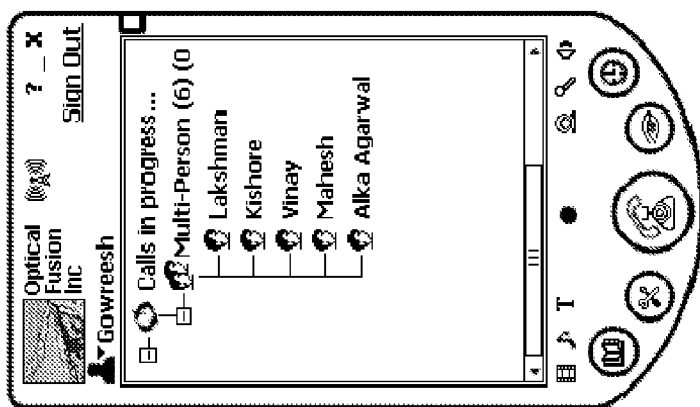 Optical
Fusion
Inc
? _ X
Sign Out
Gowreesh
Calls in progress ...
Multi-Person (6) (0
Lakshman
Kishore
Vinay
Mahesh
Alka Agarwal
T